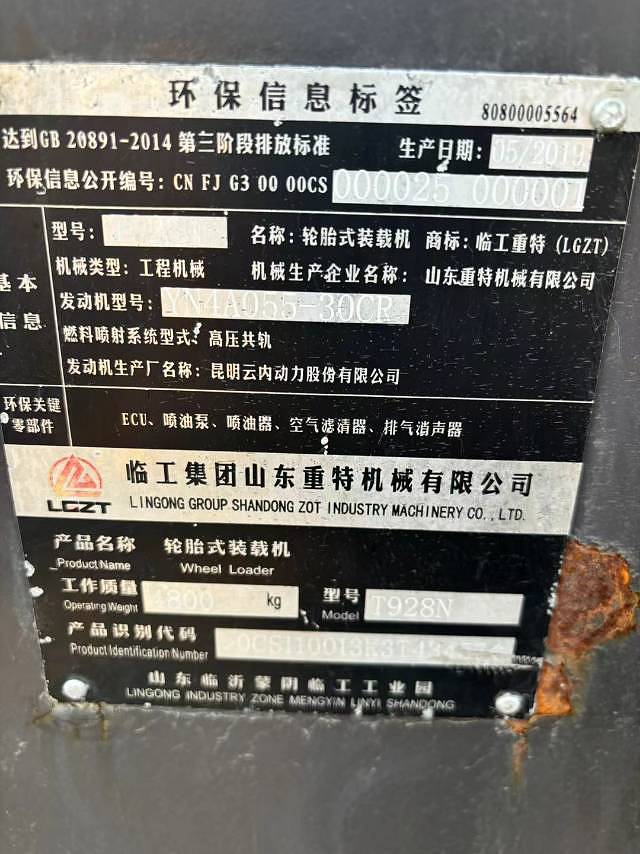 环保信息标签 80800005564
达到GB 20891-2014 第三阶段排放标准 生产日期: 05/2019
环保信息公开编号: CN FJ G3 00 00CS 000025 000001
基本信息
型号: 名称: 轮胎式装载机 商标: 临工重特 (LGZT)
机械类型: 工程机械 机械生产企业名称: 山东重特机械有限公司
发动机型号: YN4A055-30CR
燃料喷射系统型式: 高压共轨
发动机生产厂名称: 昆明云内动力股份有限公司
环保关键
零部件
ECU、喷油泵、喷油器、空气滤清器、排气消声器
LGZT
临工集团山东重特机械有限公司
LINGONG GROUP SHANDONG ZOT INDUSTRY MACHINERY CO., LTD.
产品名称 轮胎式装载机
Product Name Wheel Loader
工作质量 4800 kg 型号 T928N
Operating Weight Model
产品识别代码
Product Identification Number
山东临沂蒙阴临工工业园
LINGONG INDUSTRY ZONE MENGYIN LINYI SHANDONG